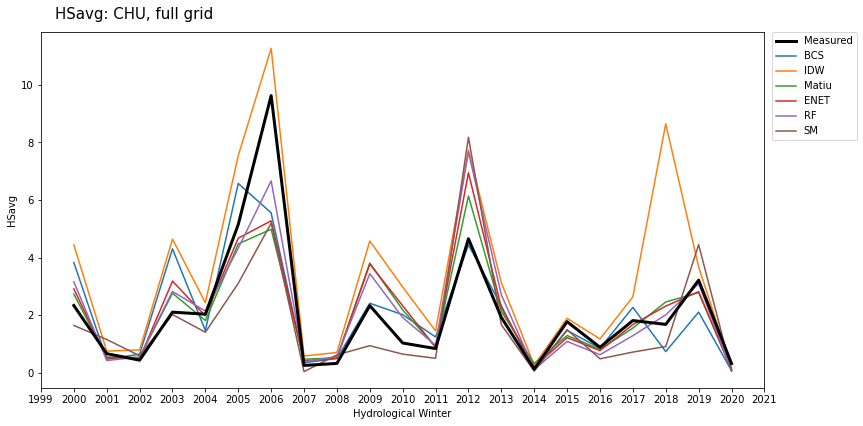 HSavg: CHU, full grid
Measured
BCS
IDW
Matiu
ENET
RF
SM
HSavg
10
8
6
4
2
0
1999 2000 2001 2002 2003 2004 2005 2006 2007 2008 2009 2010 2011 2012 2013 2014 2015 2016 2017 2018 2019 2020 2021
Hydrological Winter